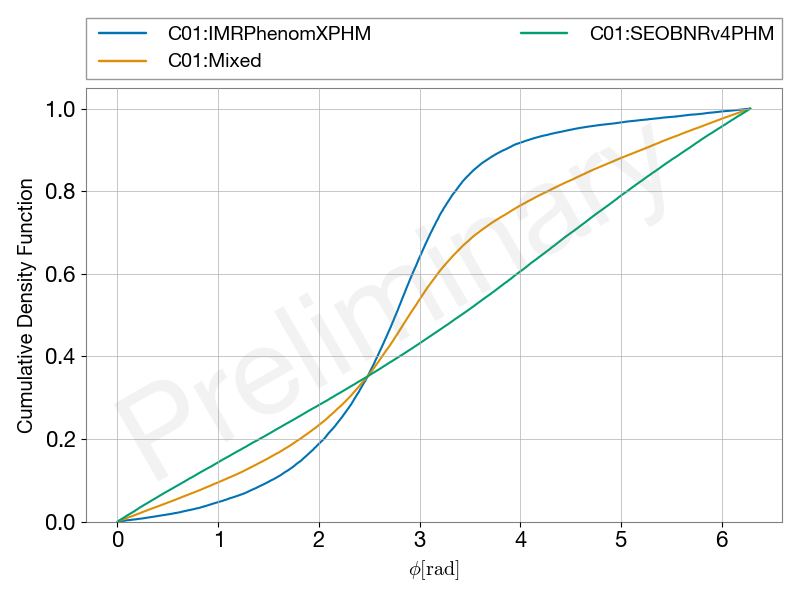 C01:IMRPhenomXPHM
C01:Mixed
C01:SEOBNRv4PHM
Preliminary
Cumulative Density Function
1.0
0.8
0.6
0.4
0.2
0.0
0 1 2 3 4 5 6
ϕ[rad]